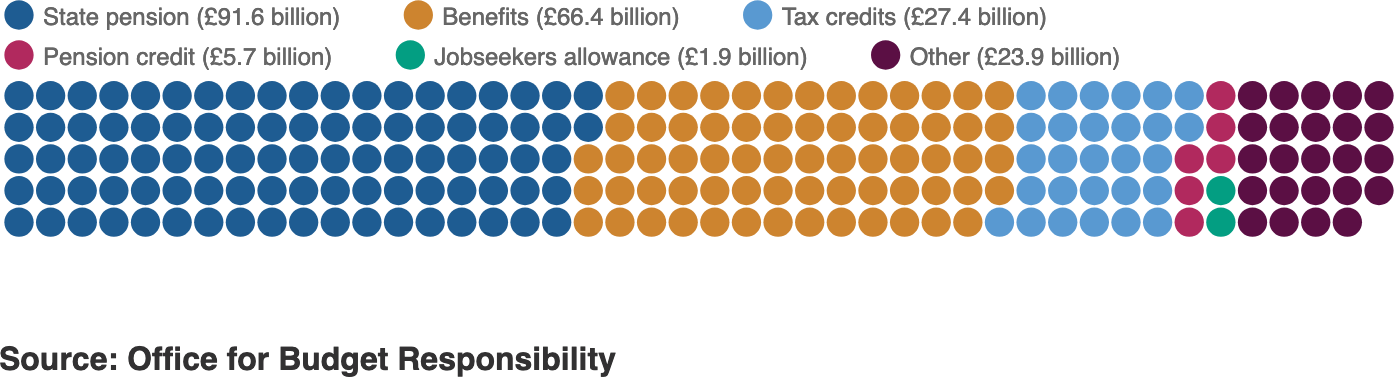 State pension (£91.6 billion) Benefits (£66.4 billion) Tax credits (£27.4 billion)
Pension credit (£5.7 billion) Jobseekers allowance (£1.9 billion) Other (£23.9 billion)
Source: Office for Budget Responsibility